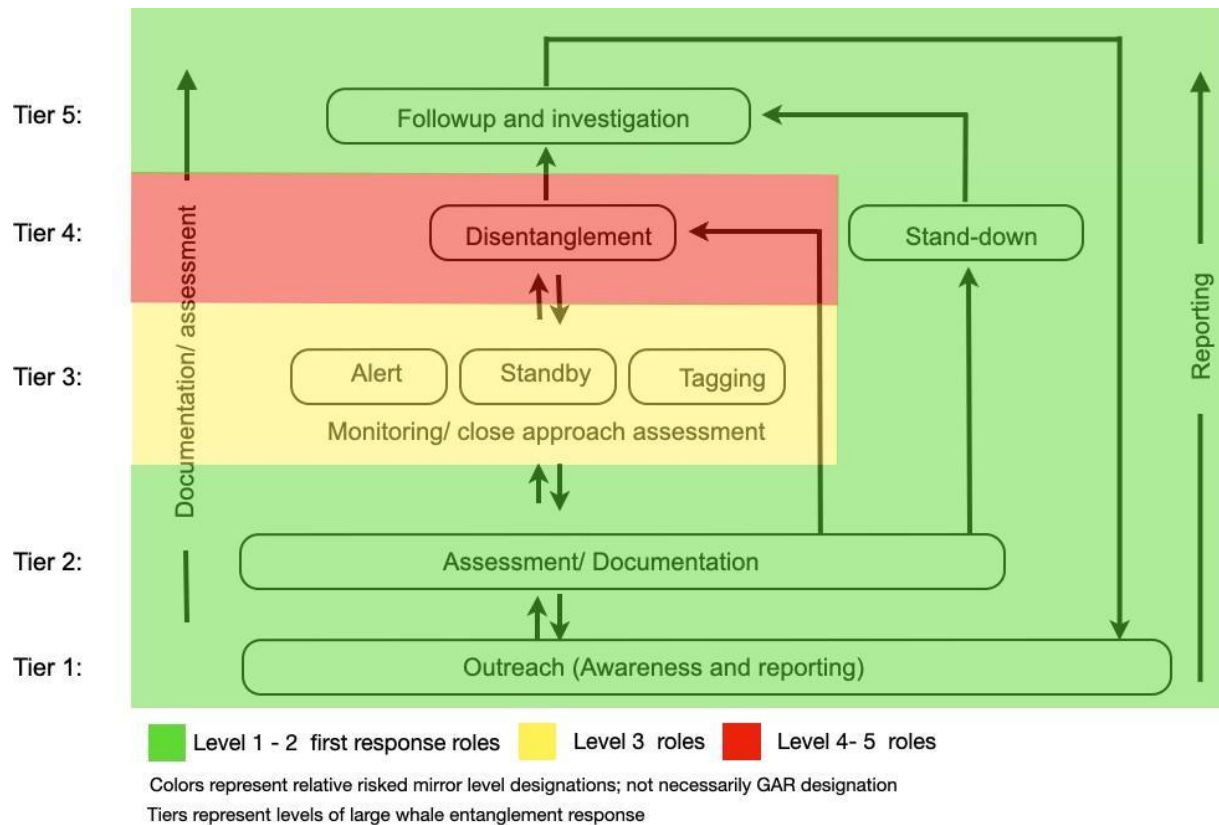 Tier 5:
Followup and investigation
Tier 4:
Disentanglement
Stand-down
Documentation/ assessment
Reporting
Tier 3:
Alert
Standby
Tagging
Monitoring/ close approach assessment
Tier 2:
Assessment/ Documentation
Tier 1:
Outreach (Awareness and reporting)
Level 1 - 2 first response roles
Level 3 roles
Level 4- 5 roles
Colors represent relative risked mirror level designations; not necessarily GAR designation
Tiers represent levels of large whale entanglement response